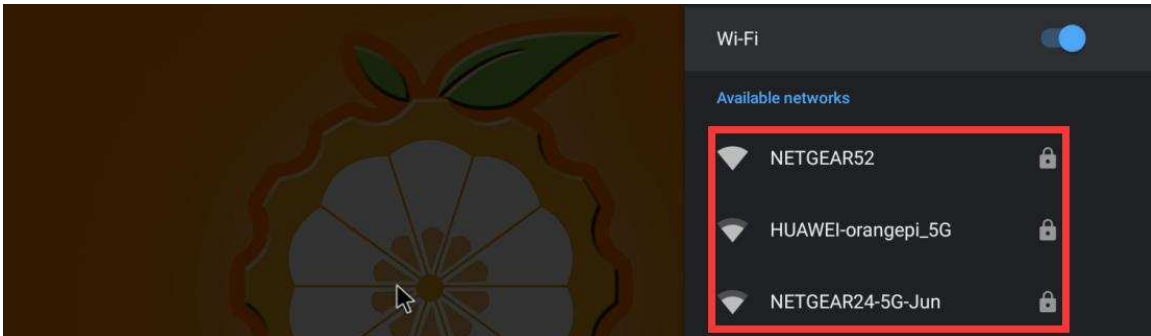 Wi-Fi
Available networks
NETGEAR52
HUAWEI-orangepi_5G
NETGEAR24-5G-Jun